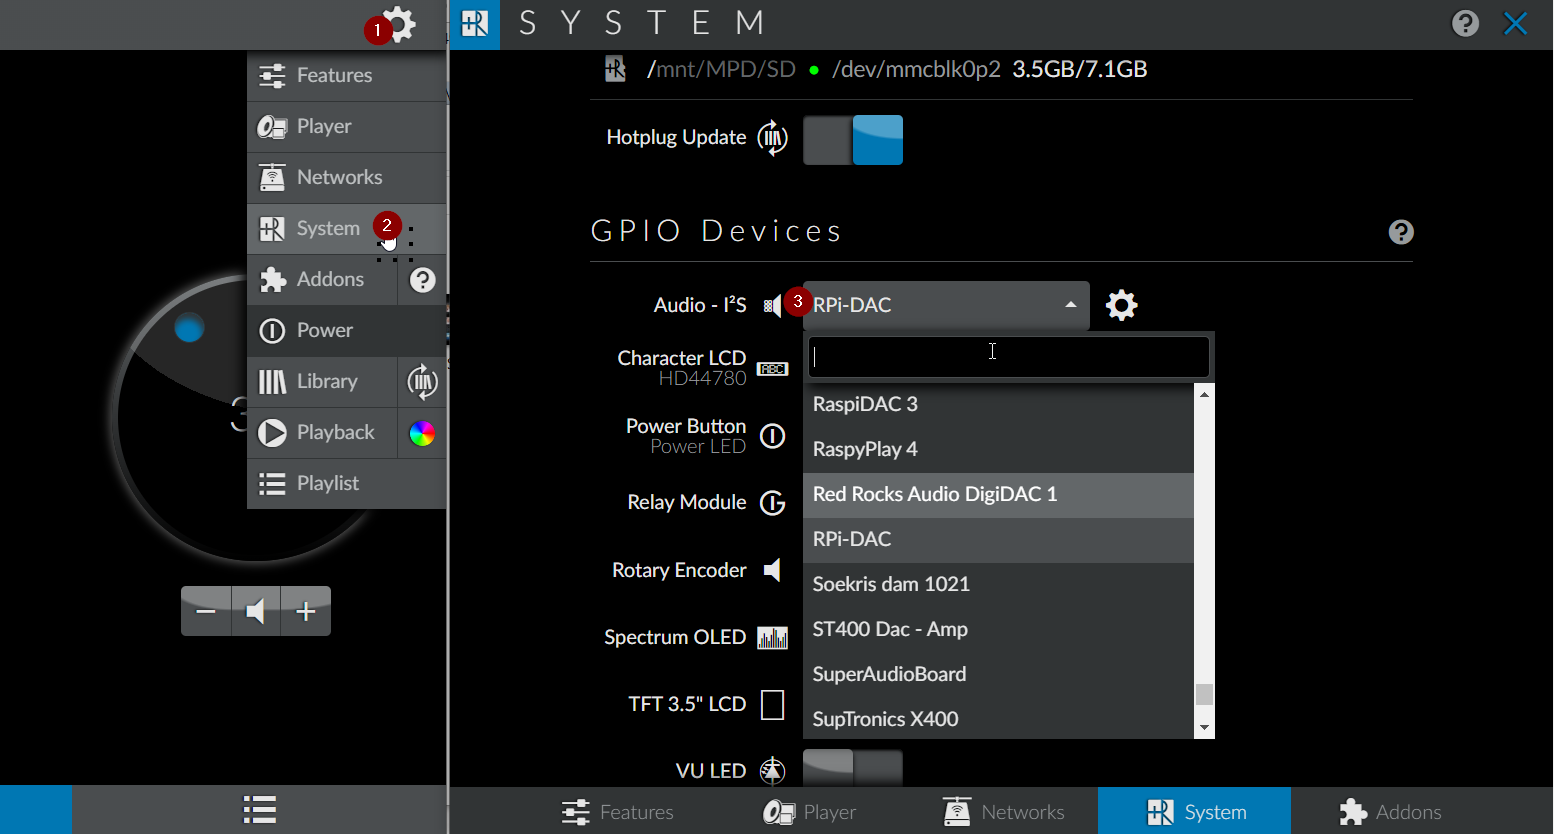 1
Features
Player
Networks
System
2
Addons
Power
Library
Playback
Playlist
SYSTEM
/mnt/MPD/SD • /dev/mmcblk0p2 3.5GB/7.1GB
Hotplug Update
GPIO Devices
Audio - I²S
3
RPi-DAC
Character LCD
HD44780
ABC
Power Button
Power LED
Relay Module
Rotary Encoder
Spectrum OLED
TFT 3.5" LCD
VU LED
RaspiDAC 3
RaspyPlay 4
Red Rocks Audio DigiDAC 1
RPi-DAC
Soekris dam 1021
ST400 Dac - Amp
SuperAudioBoard
SupTronics X400
Features
Player
Networks
System
Addons